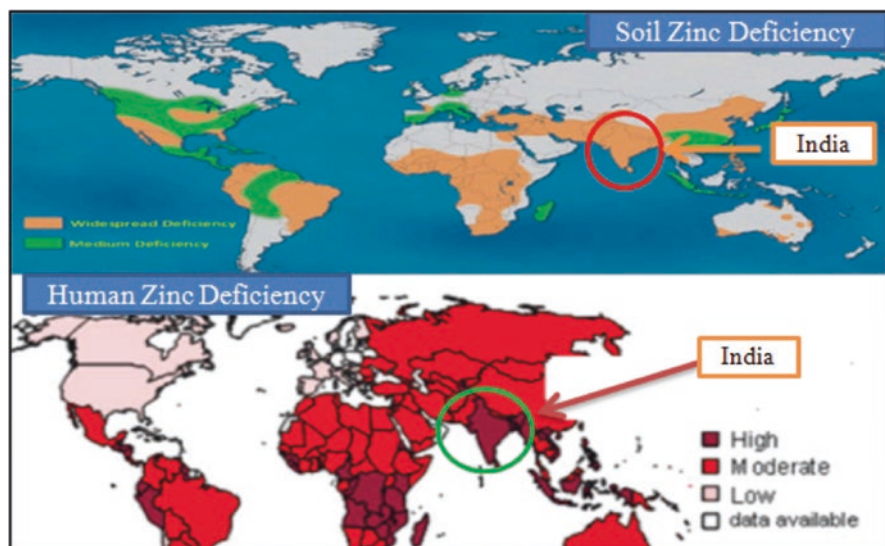 Soil Zinc Deficiency
India
Widespread Deficiency
Medium Deficiency
Human Zinc Deficiency
India
High
Moderate
Low
data available